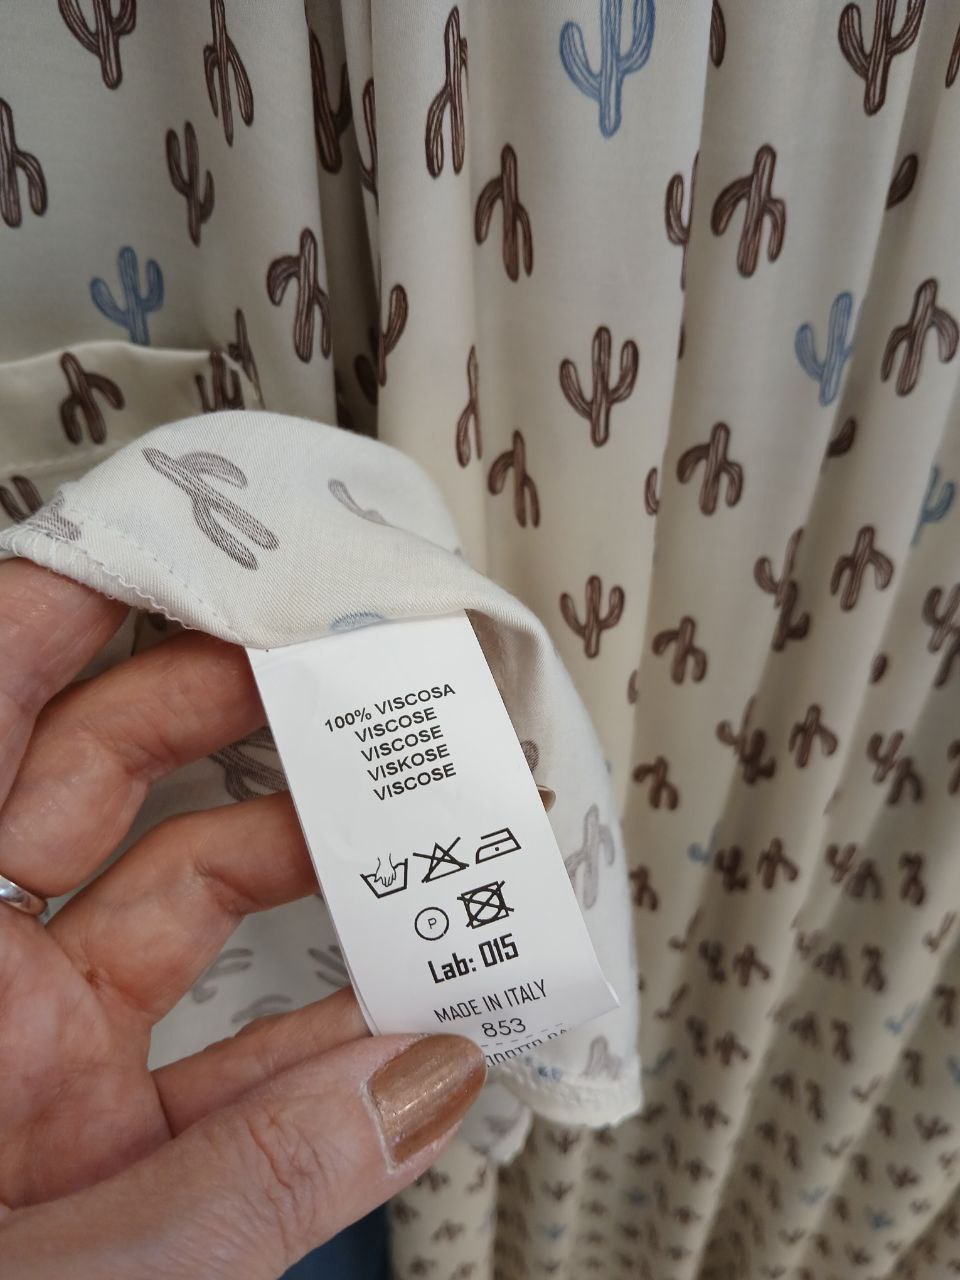 100% VISCOSA
VISCOSE
VISCOSE
VISKOSE
VISCOSE
P
Lab: 015
MADE IN ITALY
853